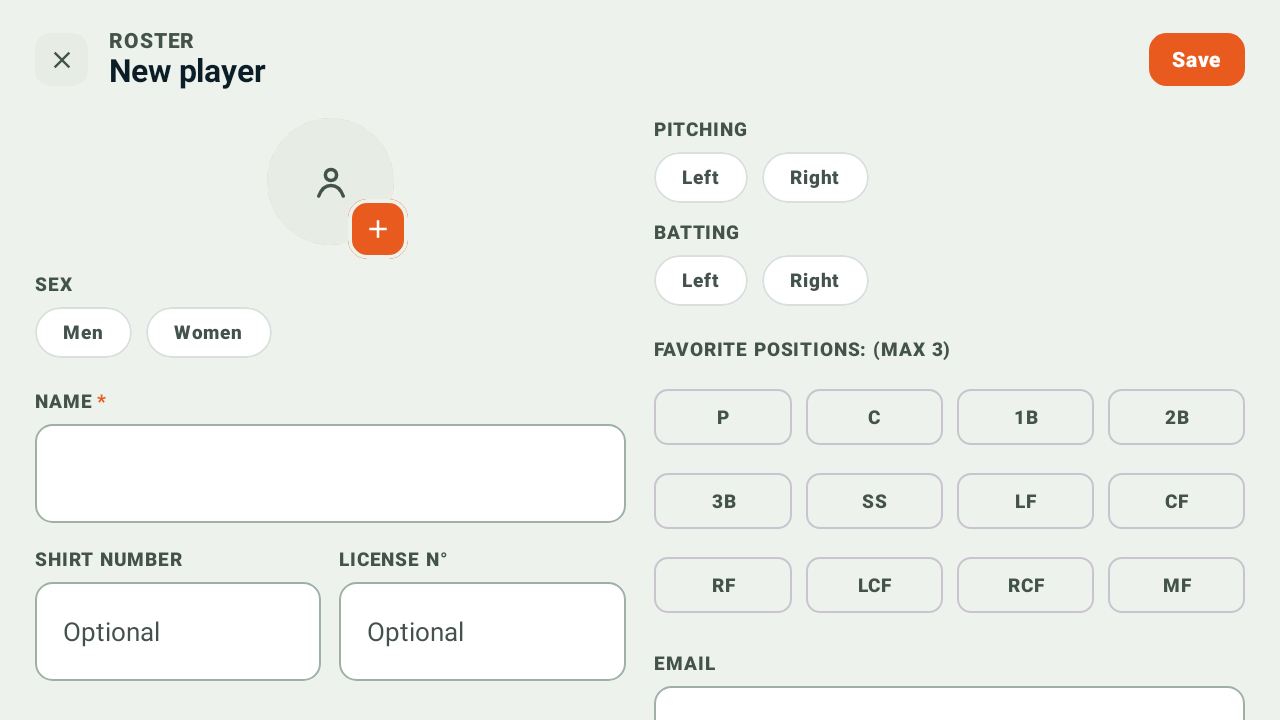 ROSTER
New player
Save
SEX
Men
Women
NAME *
SHIRT NUMBER
LICENSE N°
Optional
Optional
PITCHING
Left
Right
BATTING
Left
Right
FAVORITE POSITIONS: (MAX 3)
P
C
1B
2B
3B
SS
LF
CF
RF
LCF
RCF
MF
EMAIL